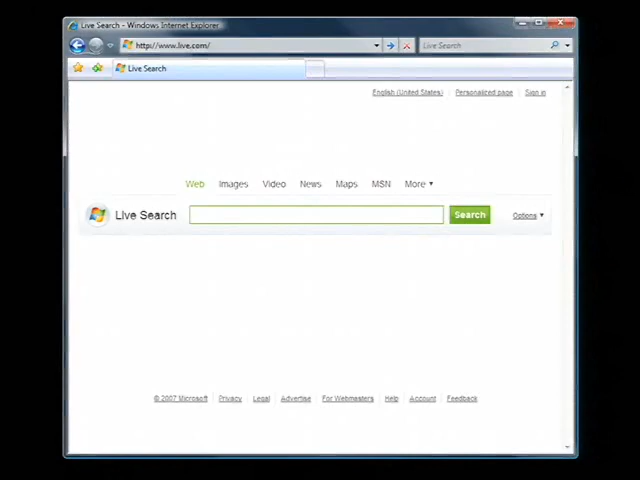 Live Search - Windows Internet Explorer
http://www.live.com/
Live Search
Live Search
English (United States) Personalized page Sign in
Web Images Video News Maps MSN More
Live Search Search Options
© 2007 Microsoft Privacy Legal Advertise For Webmasters Help Account Feedback